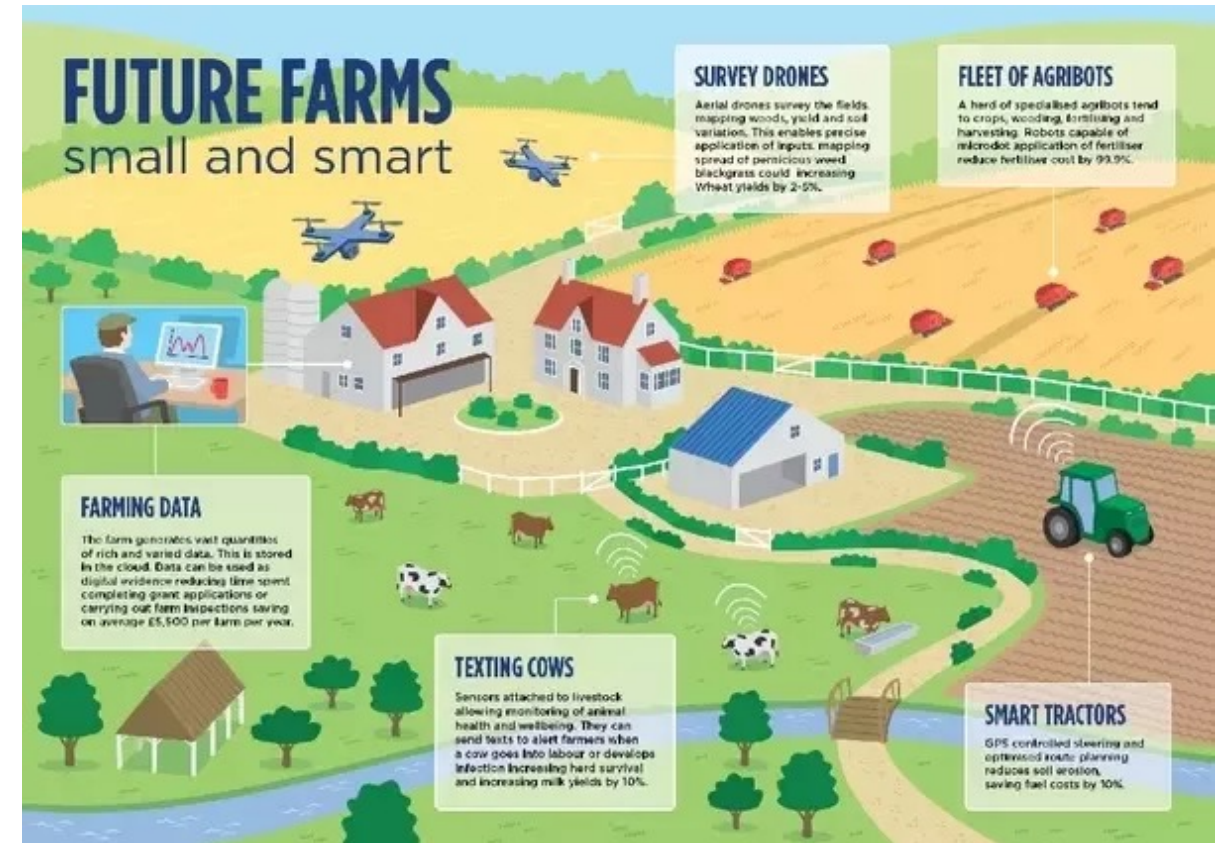 FUTURE FARMS
small and smart
SURVEY DRONES
Aerial drones survey the fields,
mapping weeds, yield and soil
variation. This enables precise
application of inputs, mapping
spread of pernicious weed
blackgrass could increasing
Wheat yields by 2-5%.
FLEET OF AGRIBOTS
A herd of specialised agribots tend
to crops, weeding, fertilising and
harvesting. Robots capable of
microdot application of fertiliser
reduce fertiliser cost by 99.9%.
FARMING DATA
The farm generates vast quantities
of rich and varied data. This is stored
in the cloud. Data can be used as
digital evidence reducing time spent
completing grant applications or
carrying out farm inspections saving
on average £5,500 per farm per year.
TEXTING COWS
Sensors attached to livestock
allowing monitoring of animal
health and wellbeing. They can
send texts to alert farmers when
a cow goes into labour or develops
infection increasing herd survival
and increasing milk yields by 10%.
SMART TRACTORS
GPS controlled steering and
optimised route planning
reduces soil erosion,
saving fuel costs by 10%.